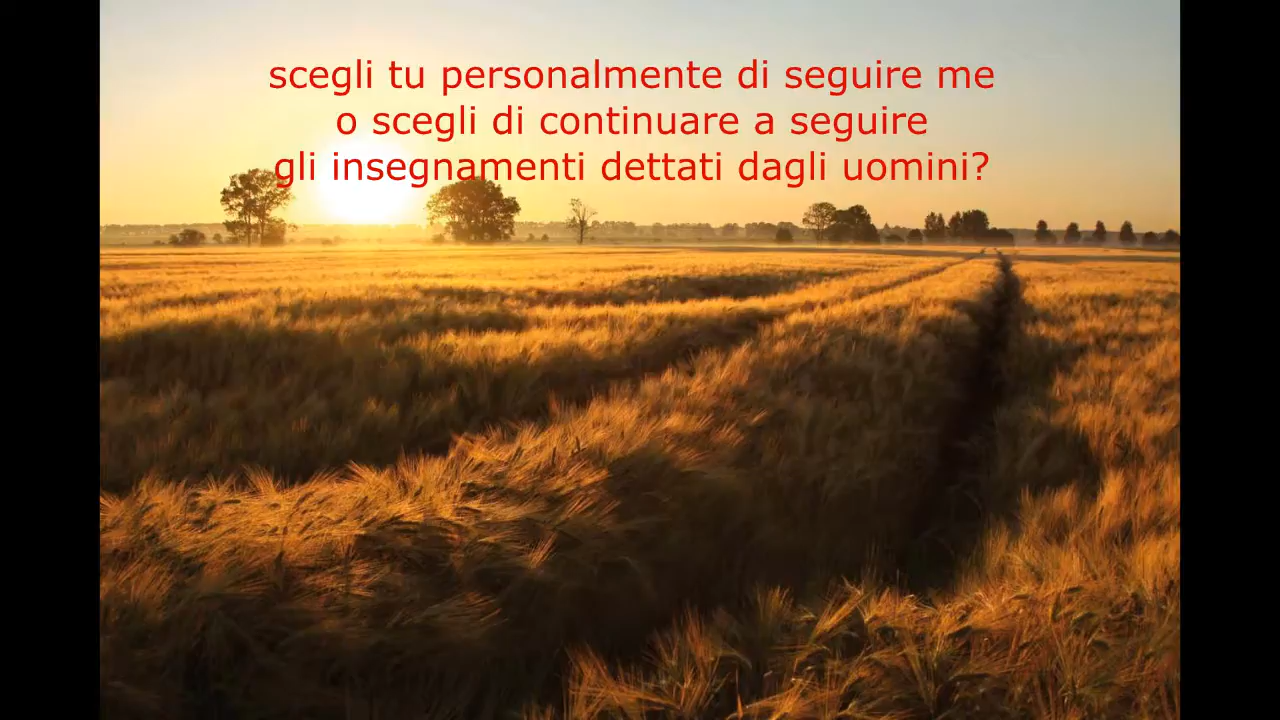 scegli tu personalmente di seguire me
o scegli di continuare a seguire
gli insegnamenti dettati dagli uomini?